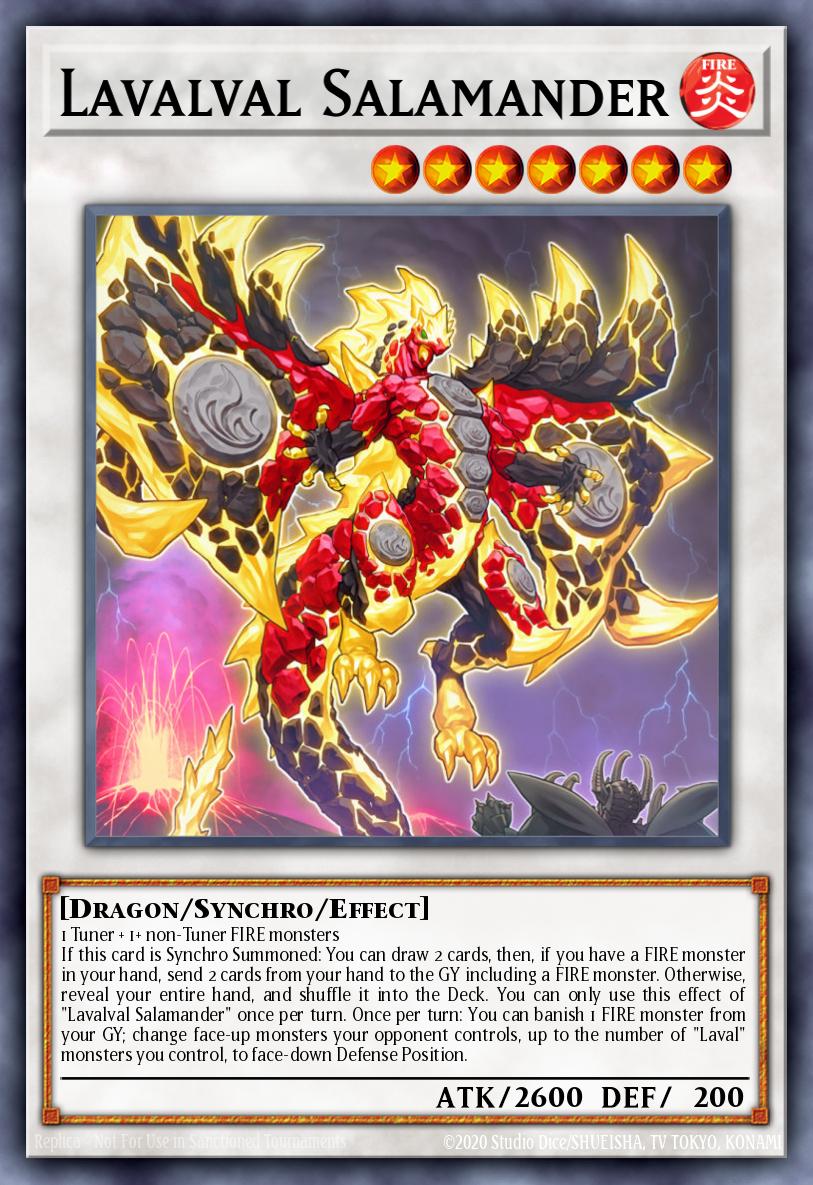 Lavalval Salamander
FIRE
炎
[Dragon/Synchro/Effect]
1 Tuner + 1+ non-Tuner FIRE monsters
If this card is Synchro Summoned: You can draw 2 cards, then, if you have a FIRE monster
in your hand, send 2 cards from your hand to the GY including a FIRE monster. Otherwise,
reveal your entire hand, and shuffle it into the Deck. You can only use this effect of
"Lavalval Salamander" once per turn. Once per turn: You can banish 1 FIRE monster from
your GY; change face-up monsters your opponent controls, up to the number of "Laval"
monsters you control, to face-down Defense Position.
ATK/2600 DEF/ 200
Replica - Not For Use in Sanctioned Tournaments
©2020 Studio Dice/SHUEISHA, TV TOKYO, KONAMI